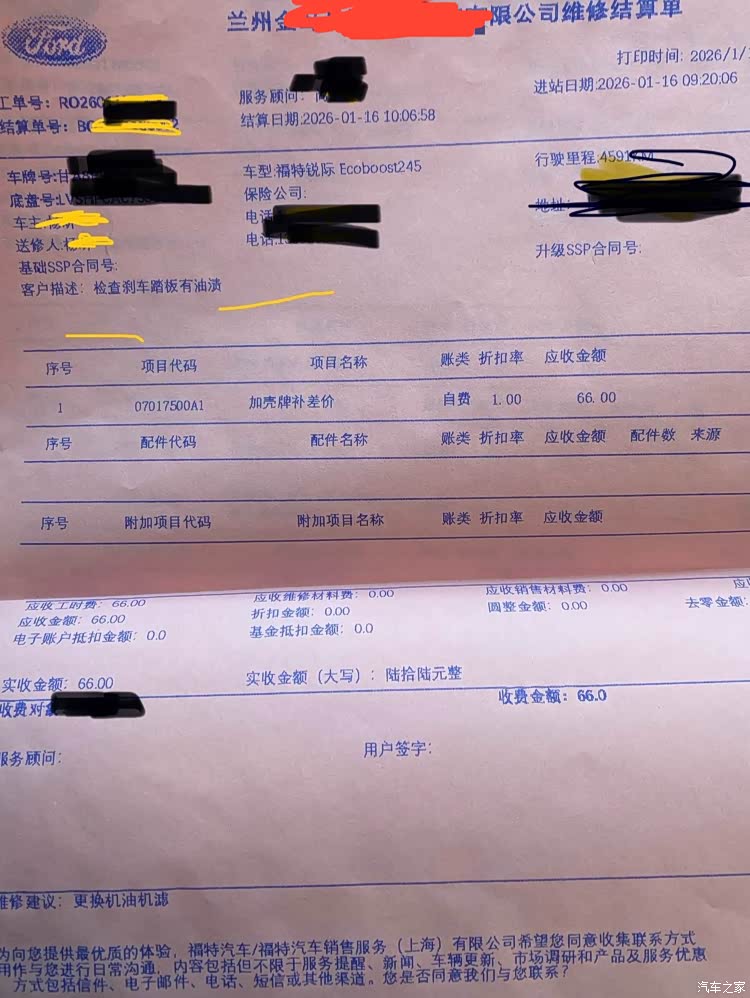 Ford
兰州 有限公司维修结算单
打印时间: 2026/1/1
进站日期:2026-01-16 09:20:06
工单号: RO260
服务顾问:
结算单号:
结算日期:2026-01-16 10:06:58
车牌号:甘A
车型:福特锐际 Ecoboost245
行驶里程:4591KM
底盘号:LVS
保险公司:
车主:
电话
地址:
送修人:
电话:1
基础SSP合同号:
升级SSP合同号:
客户描述: 检查刹车踏板有油渍
序号 项目代码 项目名称 账类 折扣率 应收金额
1 07017500A1 加壳牌补差价 自费 1.00 66.00
序号 配件代码 配件名称 账类 折扣率 应收金额 配件数 来源
序号 附加项目代码 附加项目名称 账类 折扣率 应收金额
应收工时费: 66.00 应收维修材料费: 0.00 应收销售材料费: 0.00 应
应收金额: 66.00 折扣金额: 0.00 圆整金额: 0.00 去零金额:
电子账户抵扣金额: 0.0 基金抵扣金额: 0.0
实收金额: 66.00 实收金额(大写): 陆拾陆元整
收费对象 收费金额: 66.0
服务顾问: 用户签字:
维修建议: 更换机油机滤
为向您提供最优质的体验, 福特汽车/福特汽车销售服务(上海)有限公司希望您同意收集联系方式
用作与您进行日常沟通, 内容包括但不限于服务提醒、新闻、车辆更新、市场调研和产品及服务优惠
方式包括信件、电子邮件、电话、短信或其他渠道。您是否同意我们与您联系?
汽车之家